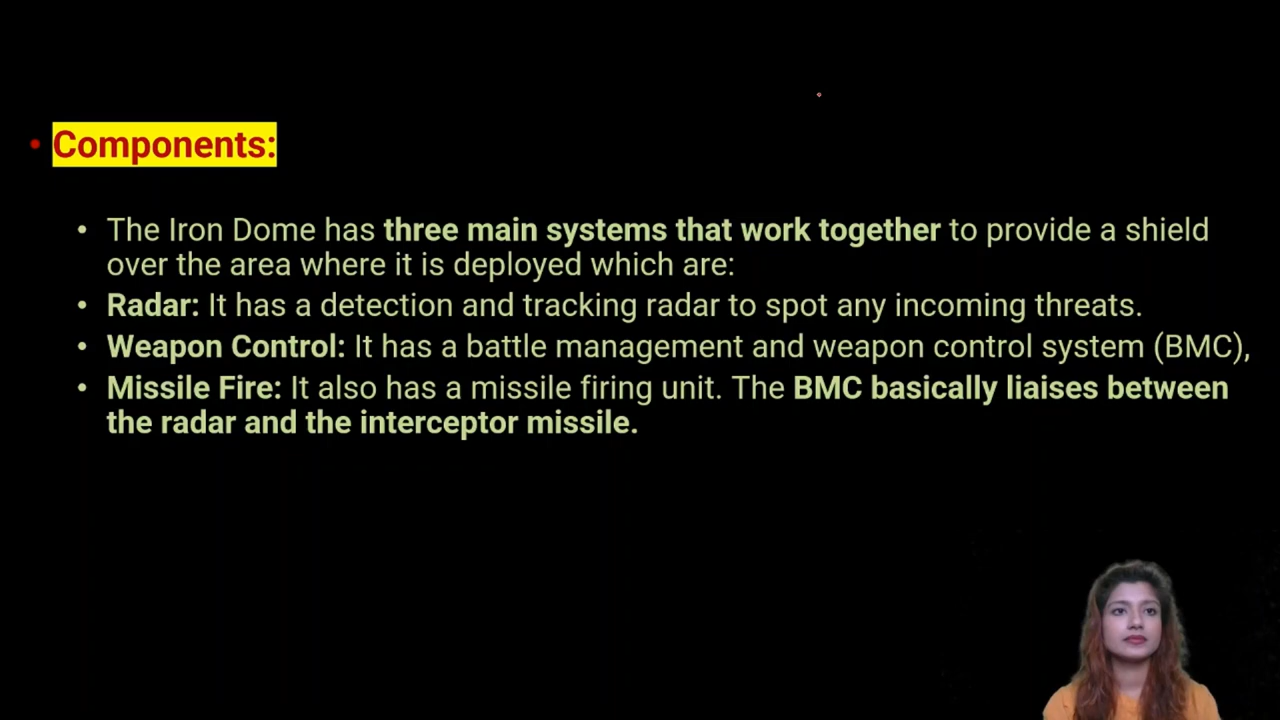 • Components:
• The Iron Dome has three main systems that work together to provide a shield
over the area where it is deployed which are:
• Radar: It has a detection and tracking radar to spot any incoming threats.
• Weapon Control: It has a battle management and weapon control system (BMC),
• Missile Fire: It also has a missile firing unit. The BMC basically liaises between
the radar and the interceptor missile.